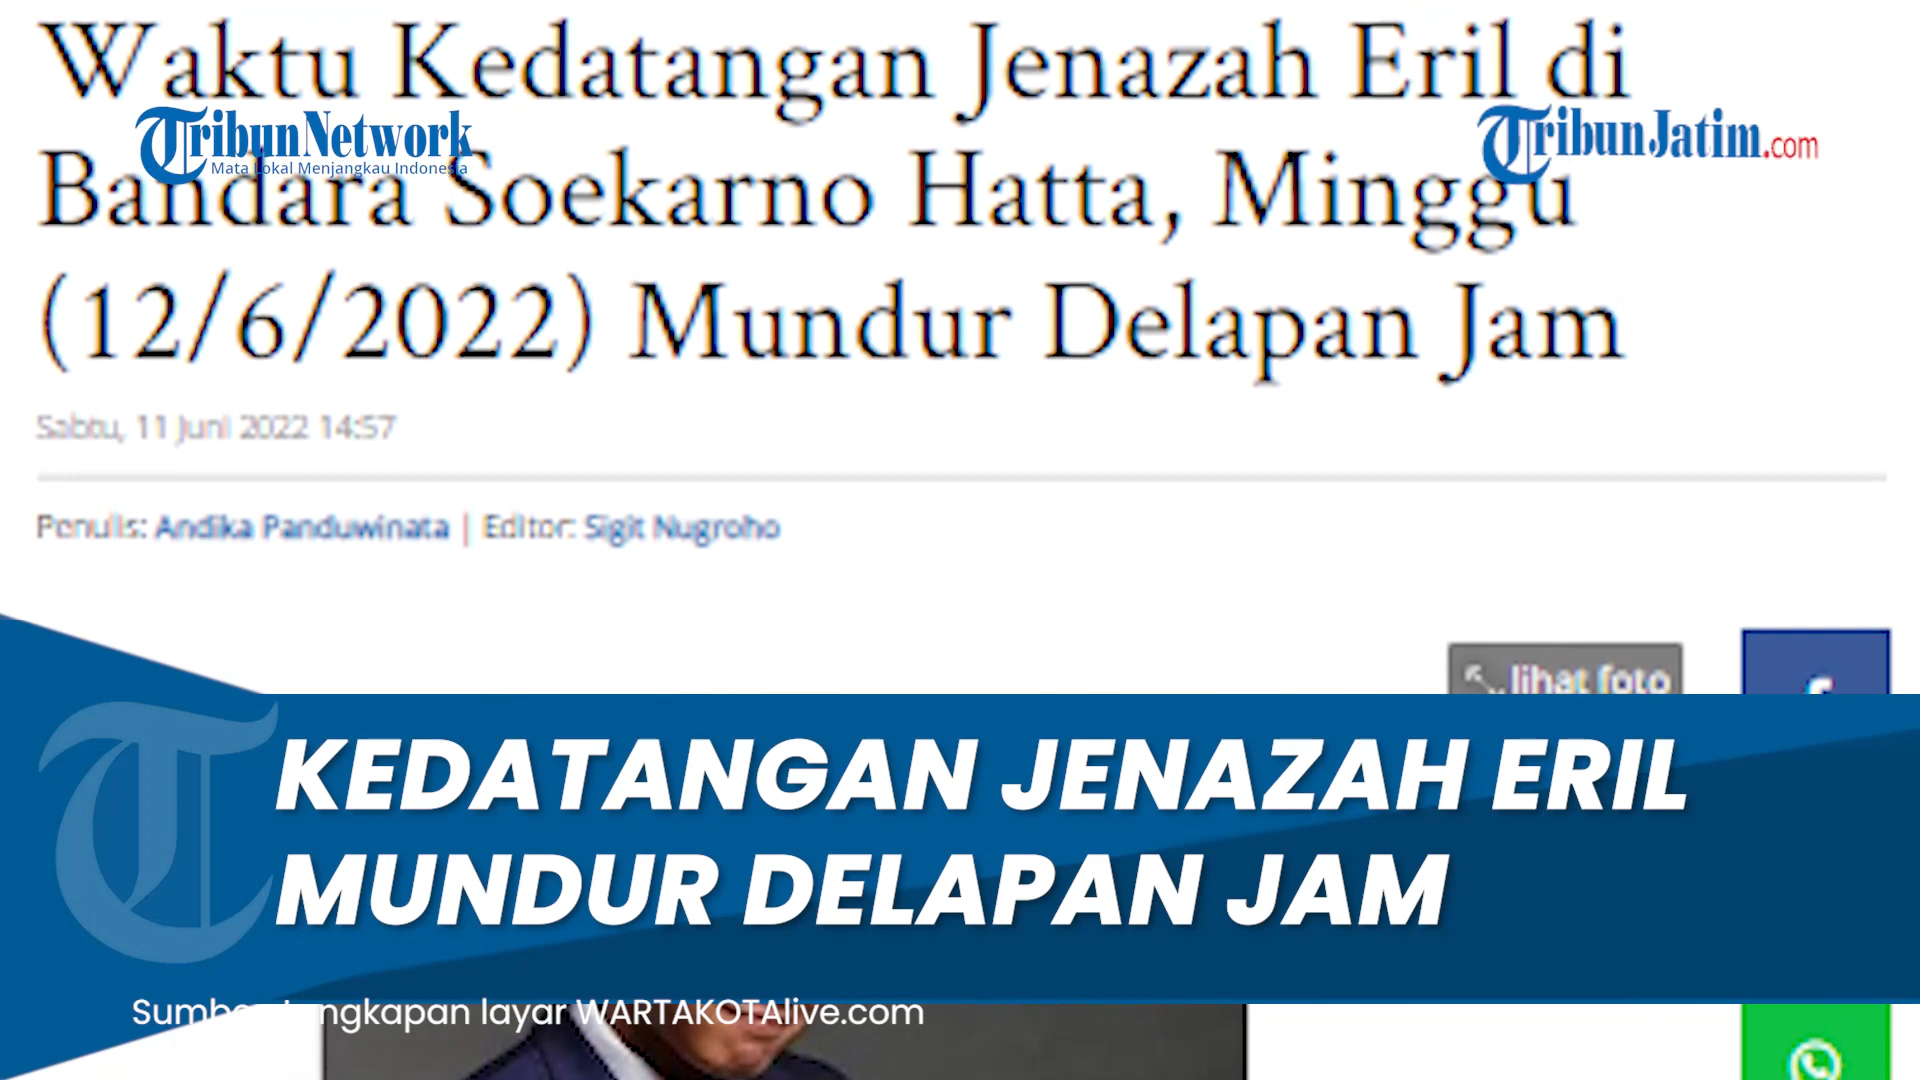 Waktu Kedatangan Jenazah Eril di
TribunNetwork
Mata Lokal Menjangkau Indonesia
TribunJatim.com
Bandara Soekarno Hatta, Minggu
(12/6/2022) Mundur Delapan Jam
Sabtu, 11 Juni 2022 14:57
Penulis: Andika Panduwinata | Editor: Sigit Nugroho
lihat foto
KEDATANGAN JENAZAH ERIL
MUNDUR DELAPAN JAM
Sumber tangkapan layar WARTAKOTAlive.com